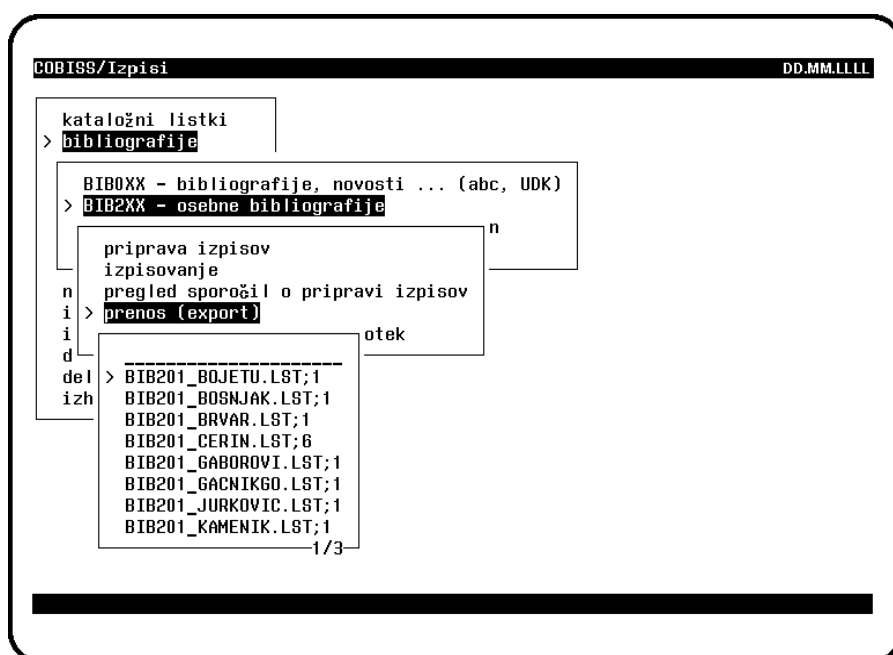 COBISS/Izpisi DD.MM.LLLL
kataložni listki
> bibliografije
BIB0XX - bibliografije, novosti ... (abc, UDK)
> BIB2XX - osebne bibliografije
n
priprava izpisov
izpisovanje
n pregled sporočil o pripravi izpisov
i > prenos (export)
i otek
d
del > BIB201_BOJETU.LST;1
izh BIB201_BOSNJAK.LST;1
BIB201_BRVAR.LST;1
BIB201_CERIN.LST;6
BIB201_GABOROVI.LST;1
BIB201_GACNIKGO.LST;1
BIB201_JURKOVIC.LST;1
BIB201_KAMENIK.LST;1
1/3